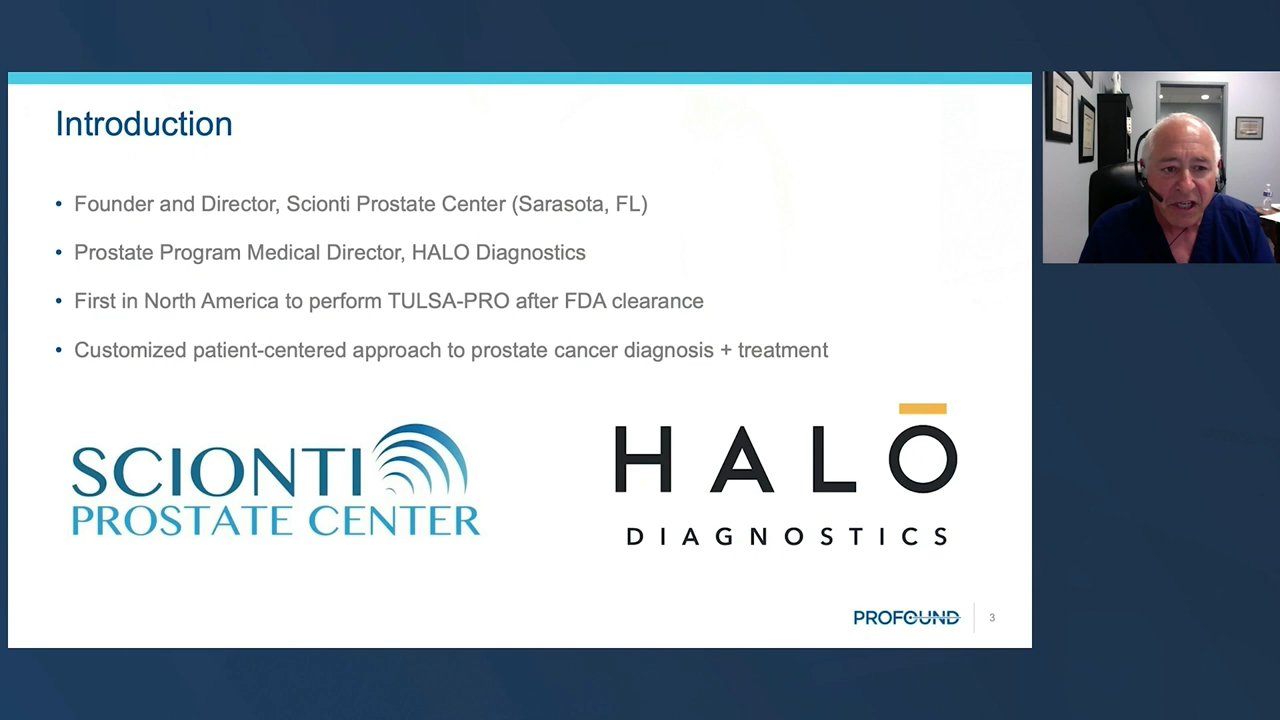 Introduction
• Founder and Director, Scionti Prostate Center (Sarasota, FL)
• Prostate Program Medical Director, HALO Diagnostics
• First in North America to perform TULSA-PRO after FDA clearance
• Customized patient-centered approach to prostate cancer diagnosis + treatment
SCIONTI
PROSTATE CENTER
HALŌ
DIAGNOSTICS
PROFOUND
3